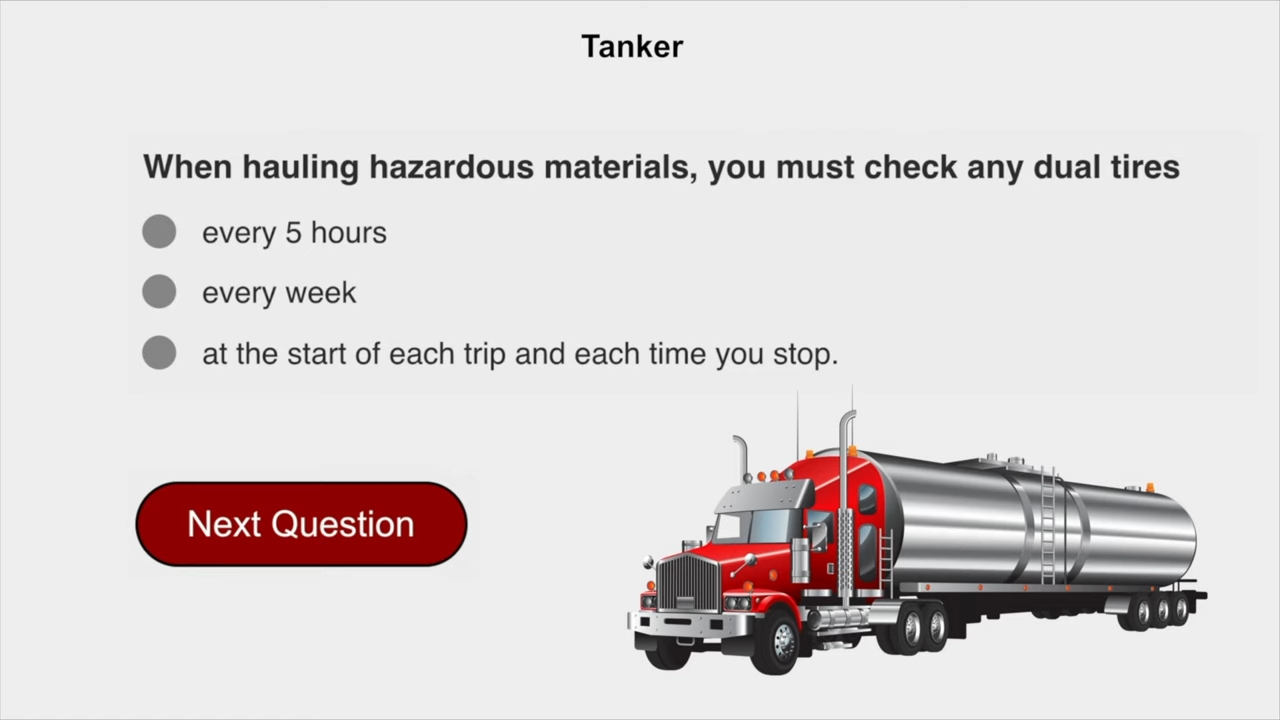 Tanker
When hauling hazardous materials, you must check any dual tires
every 5 hours
every week
at the start of each trip and each time you stop.
Next Question